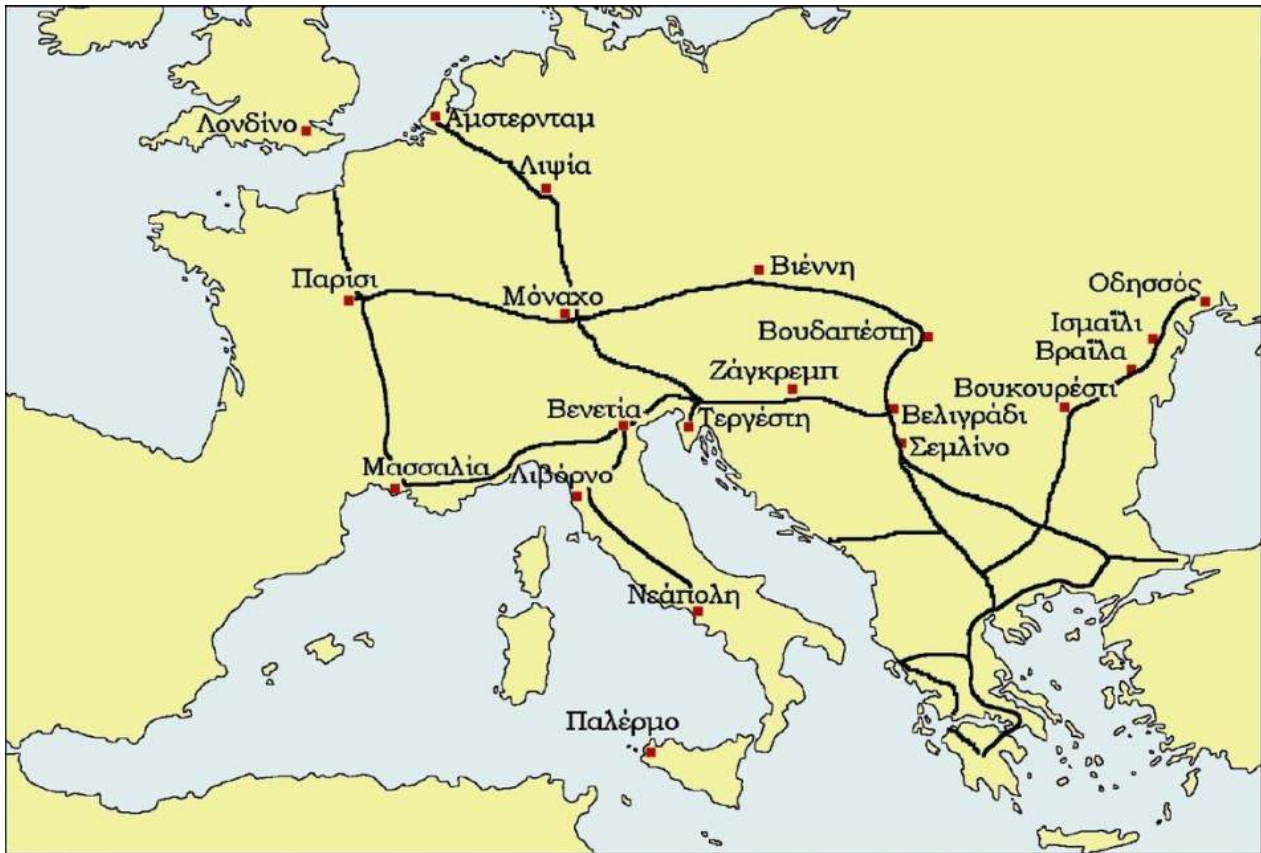 Λονδίνο
Άμστερνταμ
Λιψία
Παρίσι
Μόναχο
Βιέννη
Βουδαπέστη
Οδησσός
Ισμαΐλι
Βραΐλα
Ζάγκρεμπ
Βουκουρέστι
Βενετία
Τεργέστη
Βελιγράδι
Σεμλίνο
Μασσαλία
Λιβόρνο
Νεάπολη
Παλέρμο